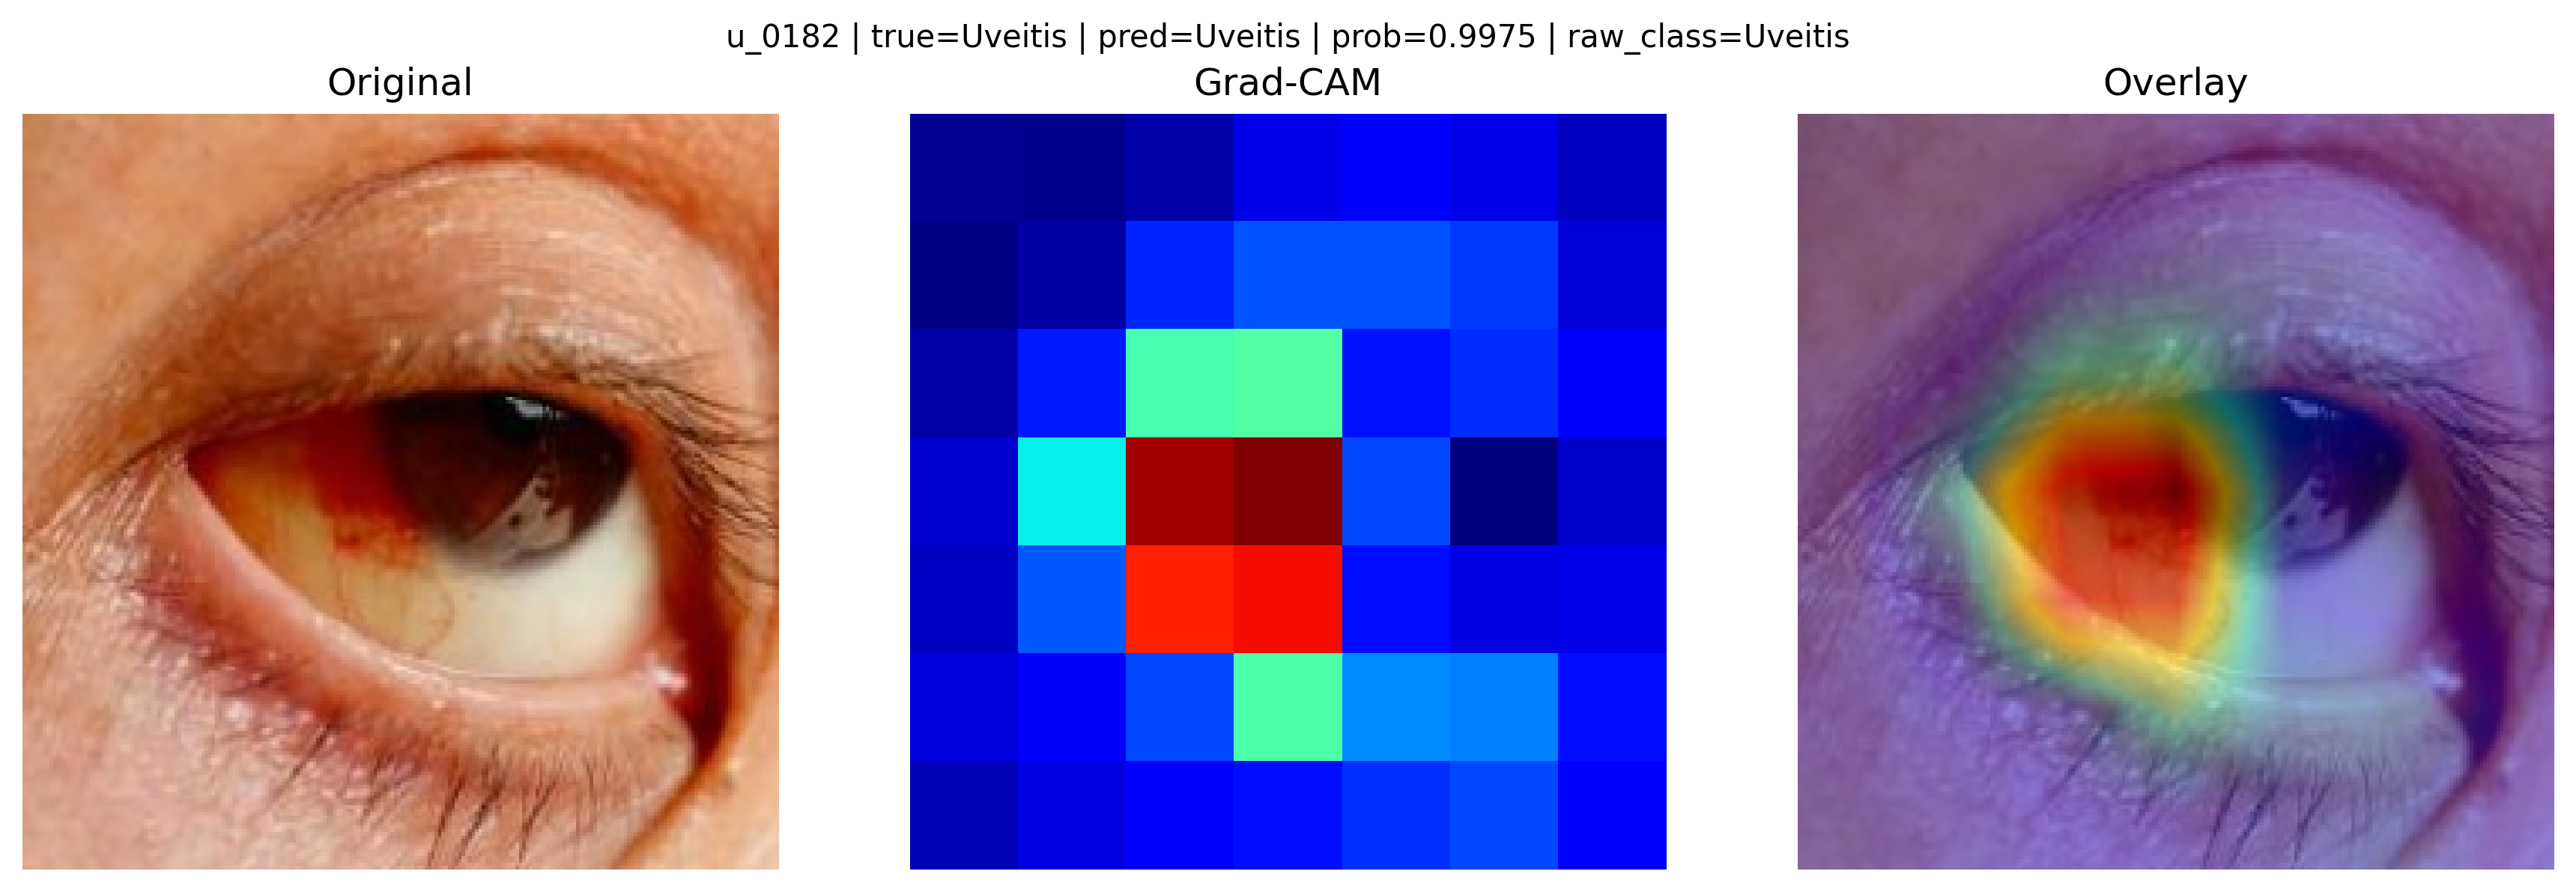 u_0182 | true=Uveitis | pred=Uveitis | prob=0.9975 | raw_class=Uveitis
Original
Grad-CAM
Overlay